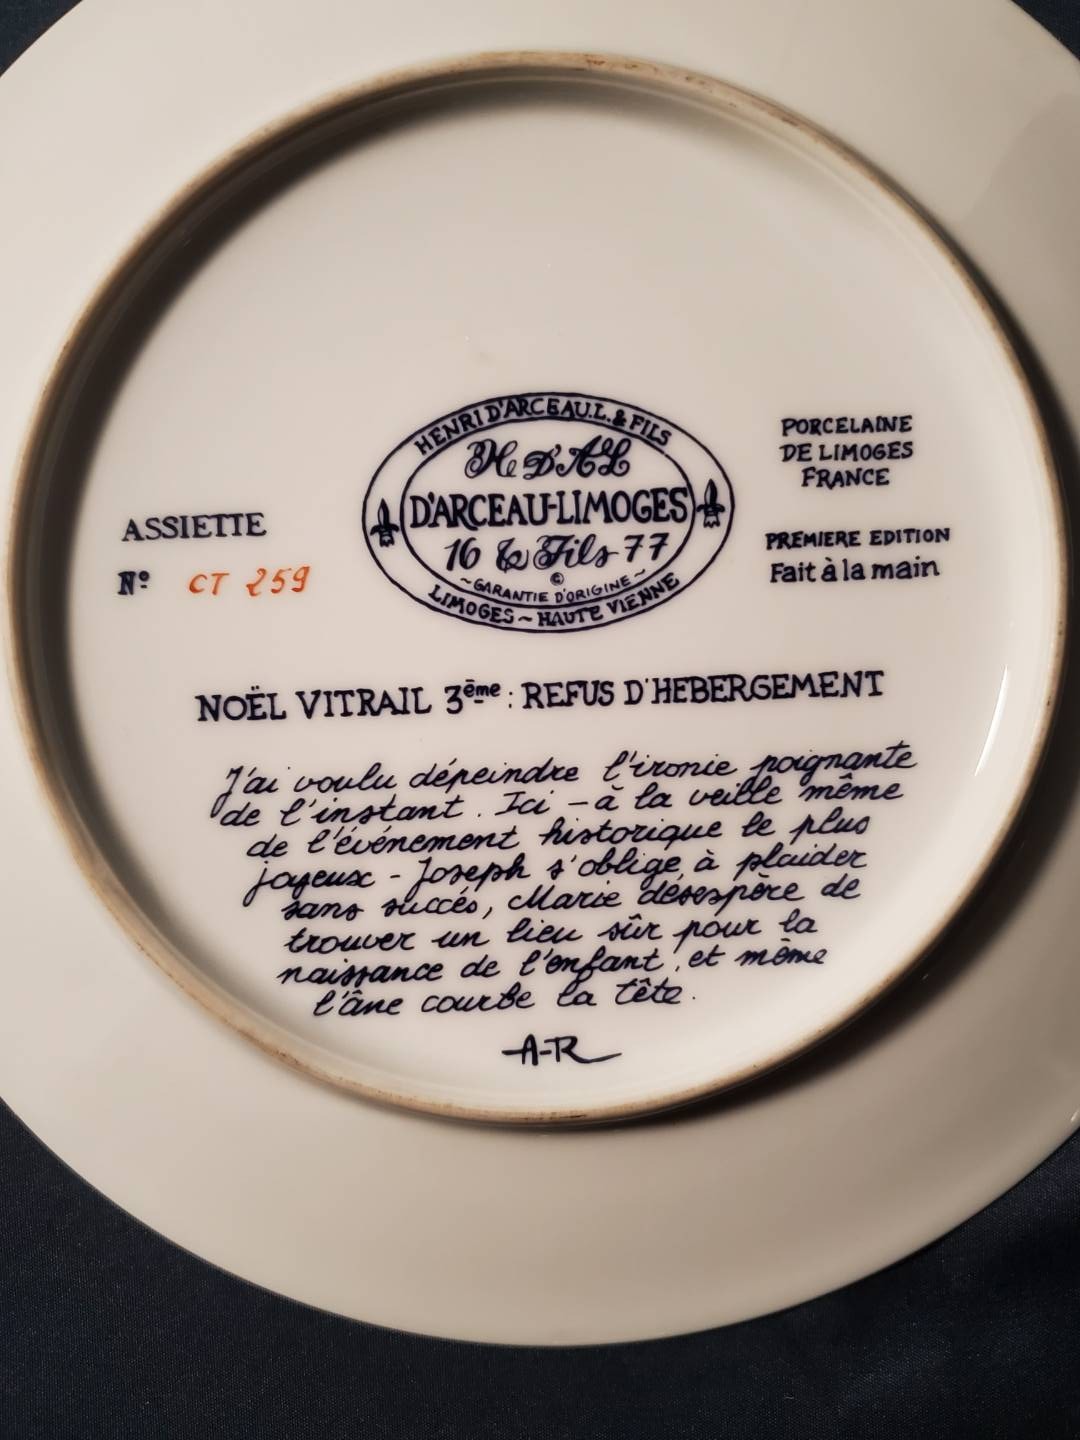 HENRI D'ARCEAU.L. & FILS
H D'A&L
D'ARCEAU-LIMOGES
16 & Fils 77
~GARANTIE D'ORIGINE~
©
LIMOGES ~ HAUTE VIENNE
PORCELAINE
DE LIMOGES
FRANCE
PREMIERE EDITION
Fait à la main
ASSIETTE
Nº CT 259
NOËL VITRAIL 3ème : REFUS D'HEBERGEMENT
J'ai voulu dépeindre l'ironie poignante
de l'instant. Ici – à la veille même
de l'événement historique le plus
joyeux – Joseph s'oblige à plaider
sans succés, Marie désespère de
trouver un lieu sûr pour la
naissance de l'enfant, et même
l'âne courbe la tête.
A-R